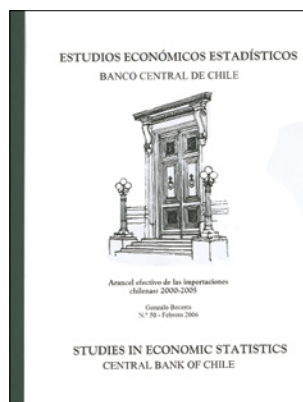 ESTUDIOS ECONÓMICOS ESTADÍSTICOS
BANCO CENTRAL DE CHILE
Arancel efectivo de las importaciones
chilenas: 2000-2005
Gonzalo Becerra
N.º 50 - Febrero 2006
STUDIES IN ECONOMIC STATISTICS
CENTRAL BANK OF CHILE